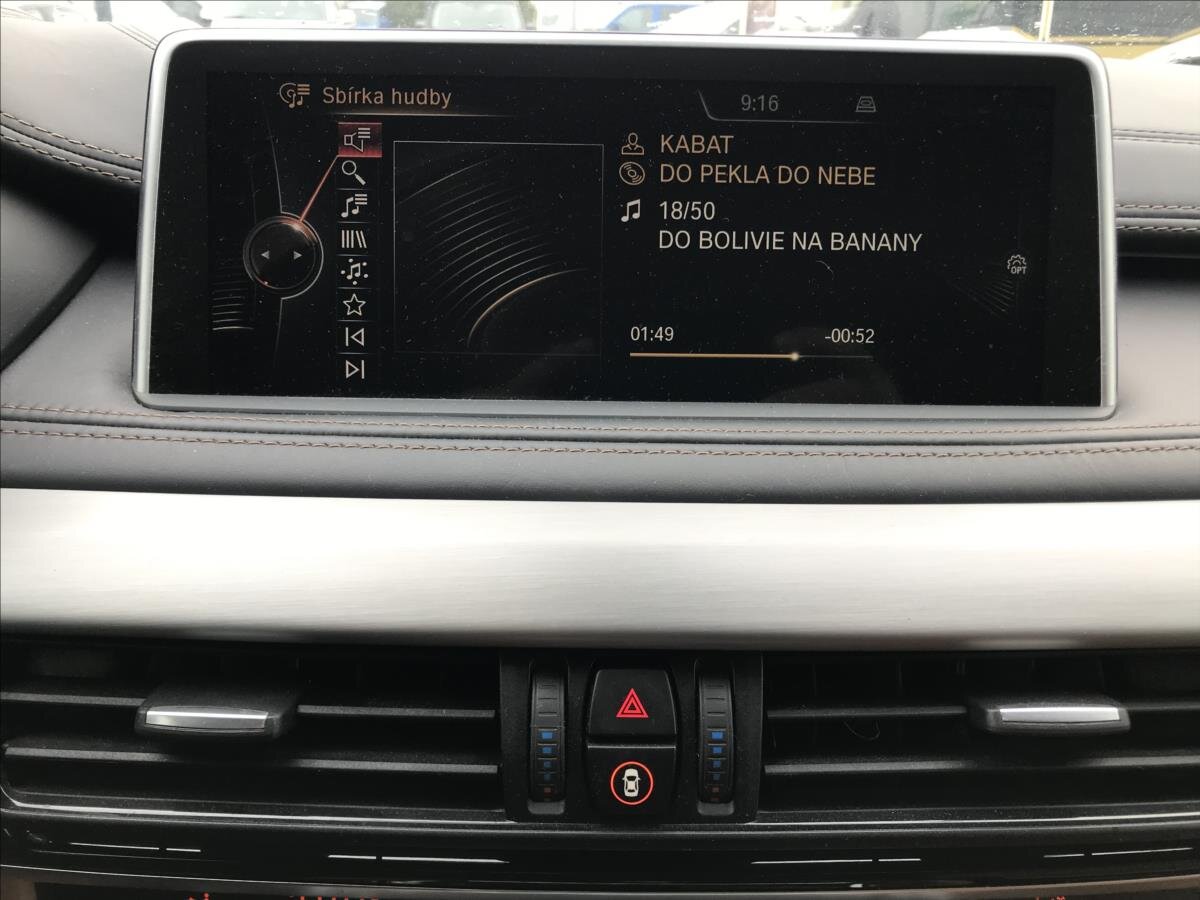 Sbírka hudby
9:16
KABAT
DO PEKLA DO NEBE
18/50
DO BOLIVIE NA BANANY
OPT
01:49
-00:52